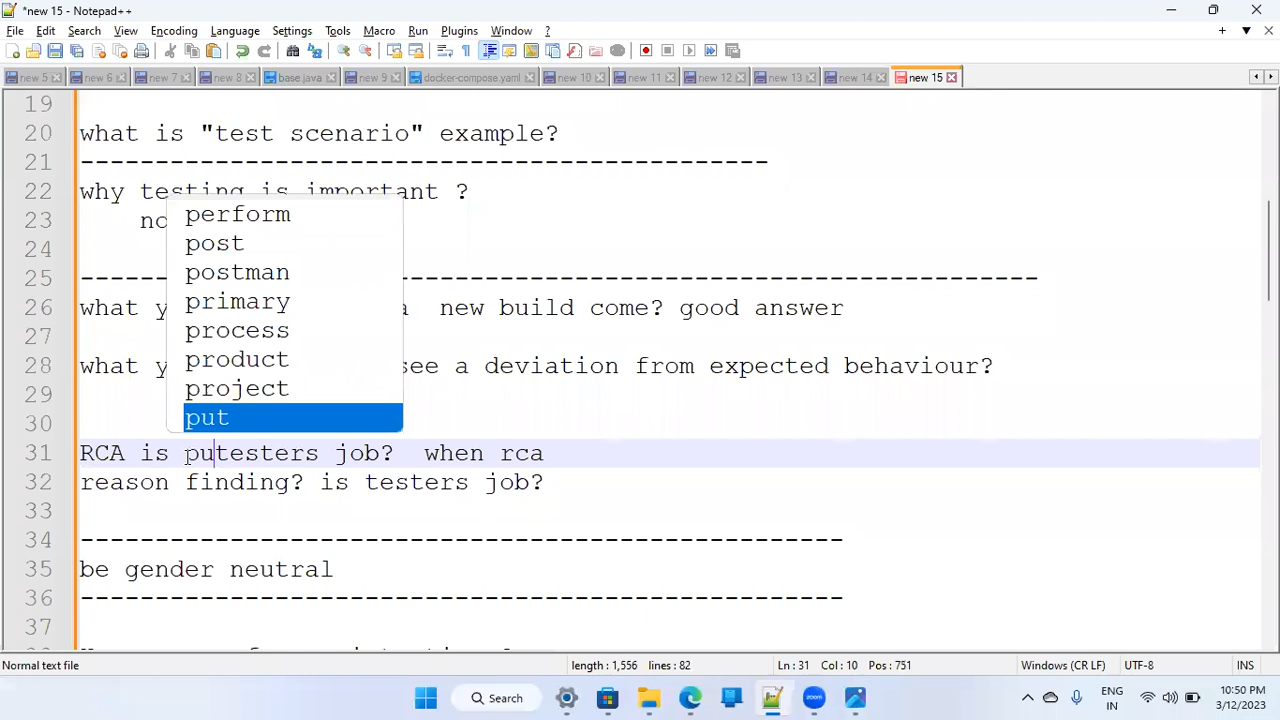 *new 15 - Notepad++
File Edit Search View Encoding Language Settings Tools Macro Run Plugins Window ?
new 5 new 6 new 7 new 8 base.java new 9 docker-compose.yaml new 10 new 11 new 12 new 13 new 14 new 15
19
20 what is "test scenario" example?
21 ----------------------------------------------
22 why testing is important ?
23 no
24
25 ----------------------------------------------------------------
26 what y a new build come? good answer
27
28 what y see a deviation from expected behaviour?
29
30
31 RCA is putesters job? when rca
32 reason finding? is testers job?
33
34 ---------------------------------------------------
35 be gender neutral
36 ---------------------------------------------------
37
perform
post
postman
primary
process
product
project
put
Normal text file length : 1,556 lines : 82 Ln : 31 Col : 10 Pos : 751 Windows (CR LF) UTF-8 INS
Search zoom ENG 10:50 PM
IN 3/12/2023